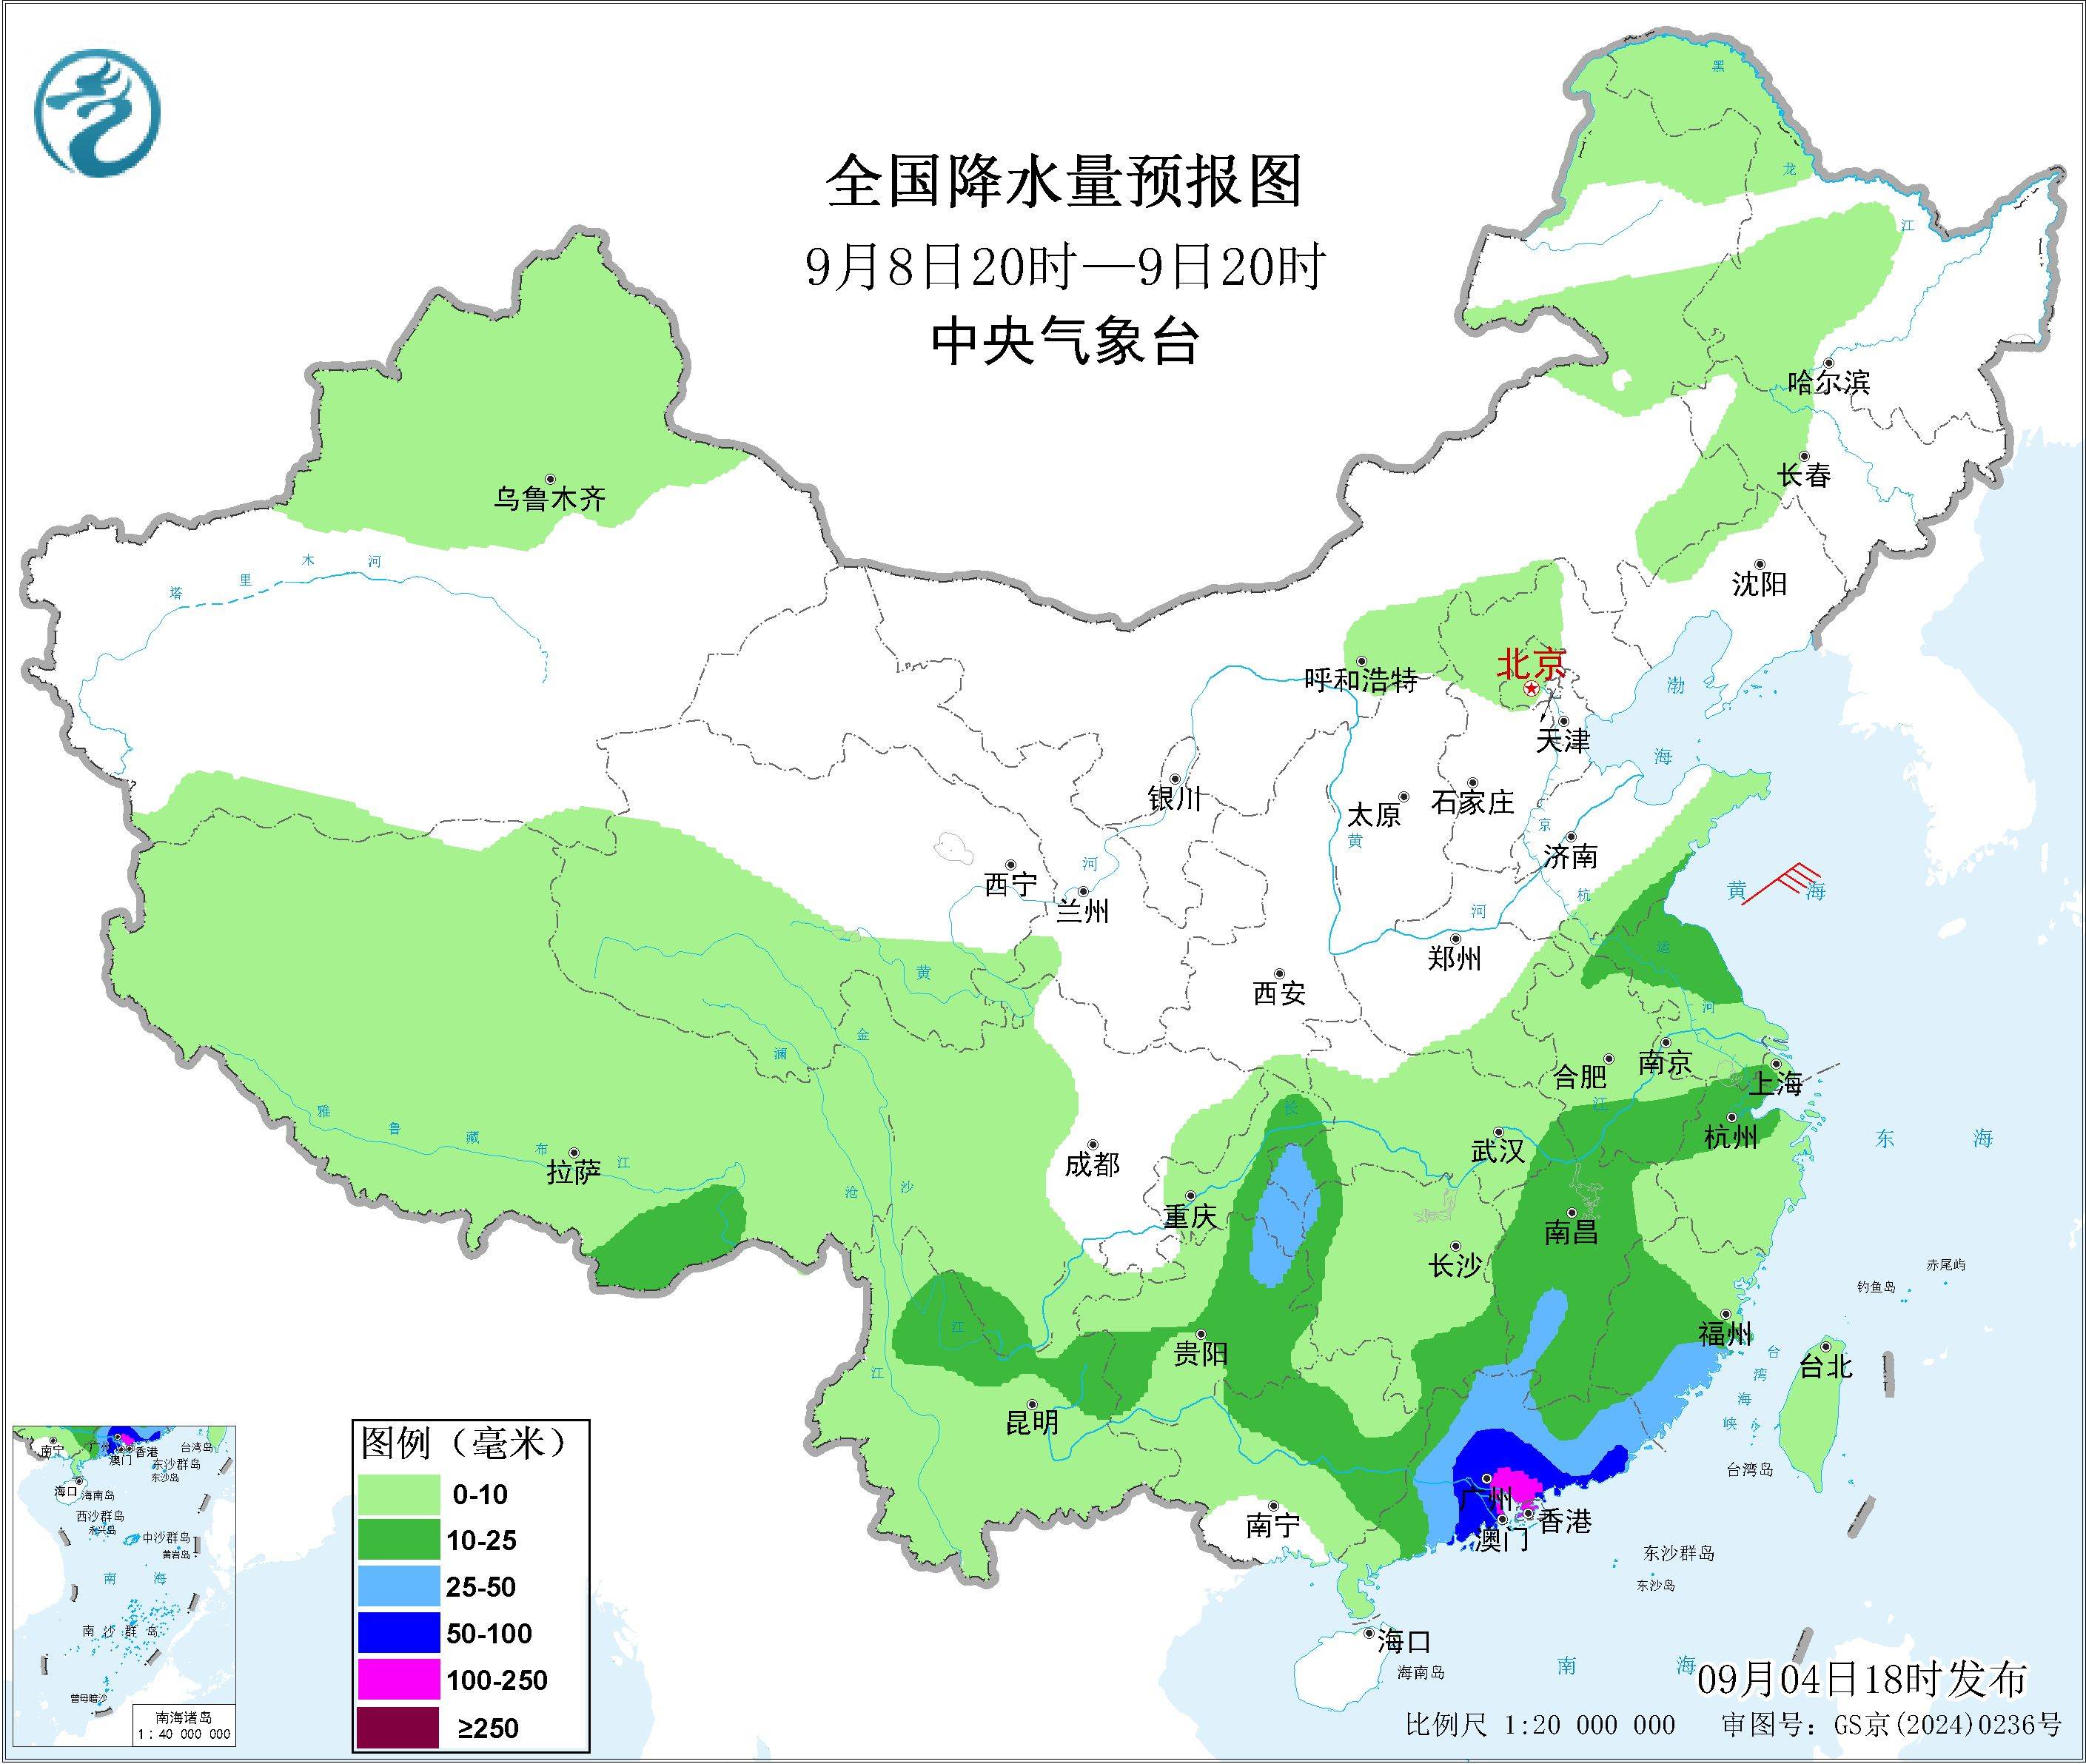 全国降水量预报图
9月8日20时—9日20时
中央气象台
黑
龙
江
哈尔滨
长春
沈阳
乌鲁木齐
塔 里 木 河
呼和浩特
北京
天津
渤
海
银川
太原
石家庄
济南
京
杭
运
河
黄
河
西宁
兰州
河
黄 海
郑州
西安
黄
金
澜
合肥
南京
上海
江
长
武汉
杭州
东 海
雅 鲁 藏 布 江
拉萨
成都
沧
沙
重庆
南昌
长沙
赤尾屿
钓鱼岛
江
福州
台北
贵阳
江
台
湾
海
峡
昆明
台湾岛
广州
香港
澳门
南宁
东沙群岛
东沙岛
海口
海南岛
南 海
图例（毫米）
0-10
10-25
25-50
50-100
100-250
≥250
南宁
广州
香港
澳门
台湾岛
东沙群岛
东沙岛
海口
海南岛
西沙群岛
永兴岛
中沙群岛
黄岩岛
南 海
南 沙 群 岛
曾母暗沙
南海诸岛
1：40 000 000
09月04日18时发布
比例尺 1:20 000 000 审图号：GS京(2024)0236号